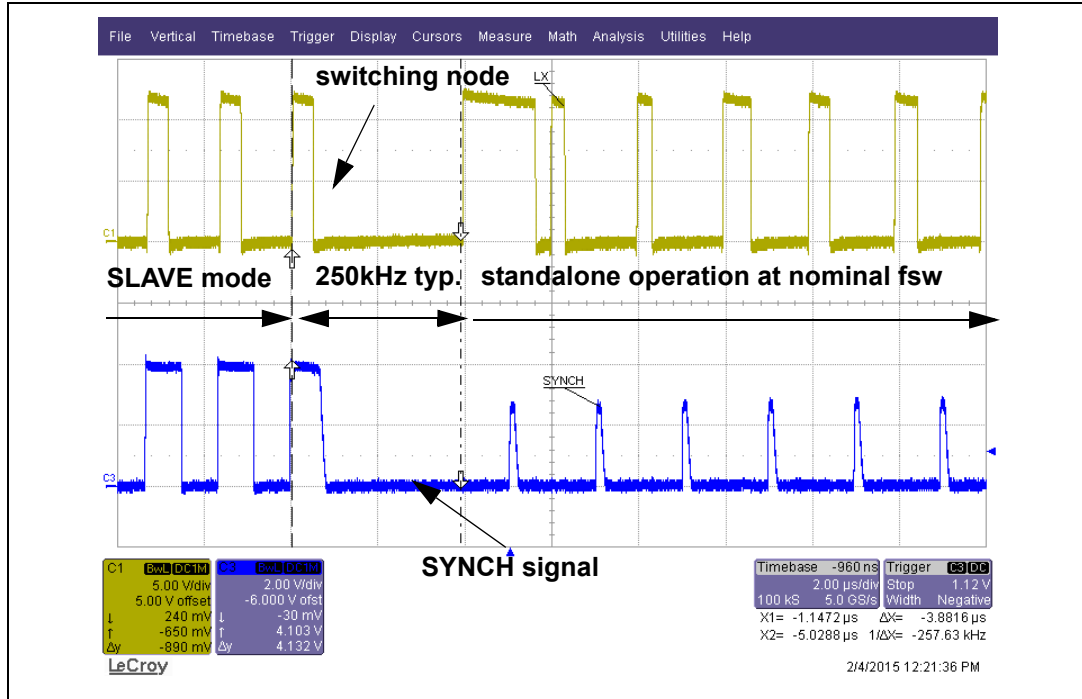 File Vertical Timebase Trigger Display Cursors Measure Math Analysis Utilities Help
switching node
LX
C1
SLAVE mode
250kHz typ.
standalone operation at nominal fsw
SYNCH
C3
SYNCH signal
C1 BwL DC1M
5.00 V/div
5.00 V offset
↓ 240 mV
↑ -650 mV
Δy -890 mV
C3 BwL DC1M
2.00 V/div
-6.000 V ofst
↓ -30 mV
↑ 4.103 V
Δy 4.132 V
Timebase -960 ns
2.00 µs/div
100 kS 5.0 GS/s
Trigger C3 DC
Stop 1.12 V
Width Negative
X1= -1.1472 µs ΔX= -3.8816 µs
X2= -5.0288 µs 1/ΔX= -257.63 kHz
LeCroy
2/4/2015 12:21:36 PM